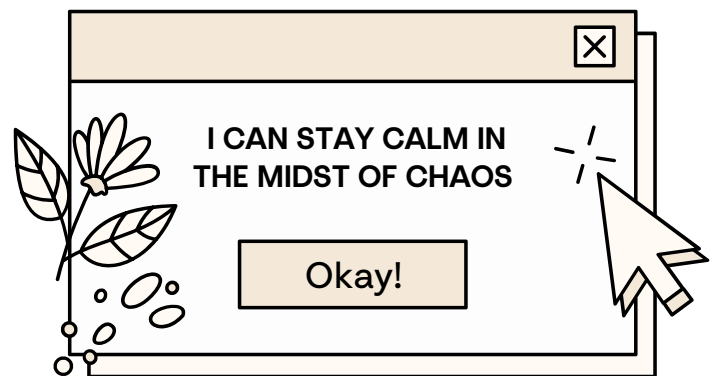 I CAN STAY CALM IN
THE MIDST OF CHAOS
Okay!